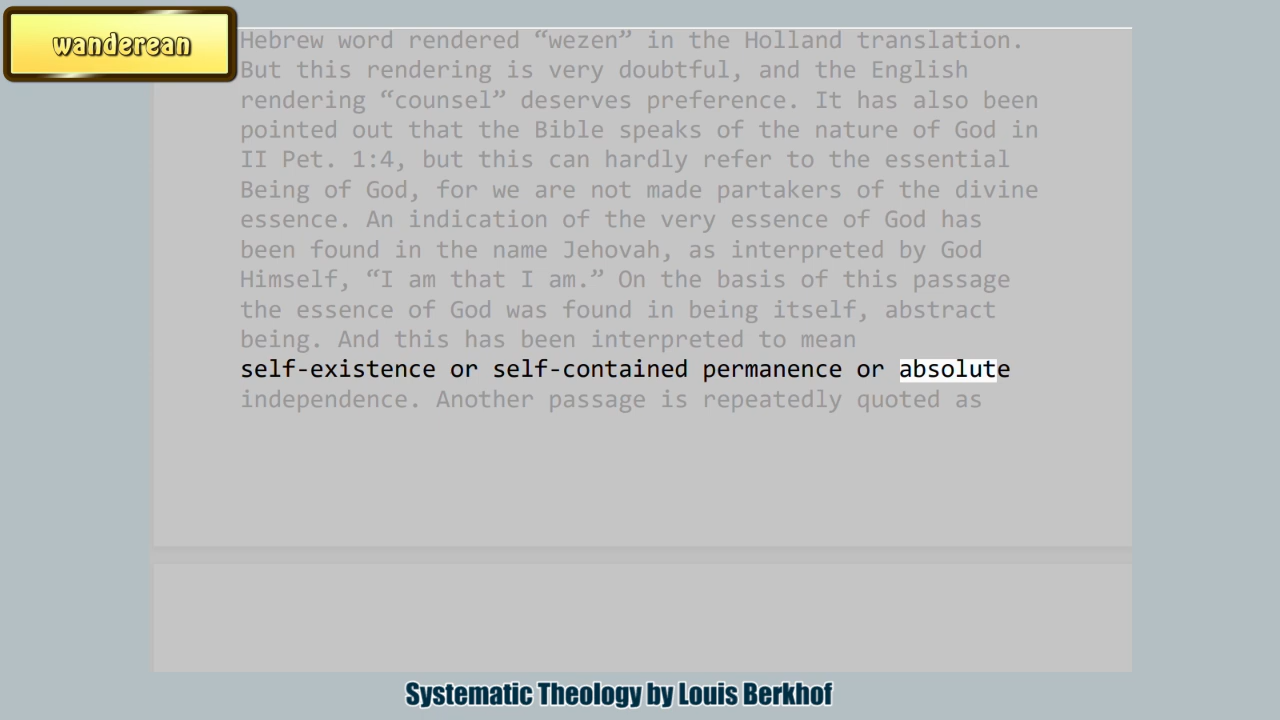 wanderean
Hebrew word rendered “wezen” in the Holland translation.
But this rendering is very doubtful, and the English
rendering “counsel” deserves preference. It has also been
pointed out that the Bible speaks of the nature of God in
II Pet. 1:4, but this can hardly refer to the essential
Being of God, for we are not made partakers of the divine
essence. An indication of the very essence of God has
been found in the name Jehovah, as interpreted by God
Himself, “I am that I am.” On the basis of this passage
the essence of God was found in being itself, abstract
being. And this has been interpreted to mean
self-existence or self-contained permanence or absolute
independence. Another passage is repeatedly quoted as
Systematic Theology by Louis Berkhof